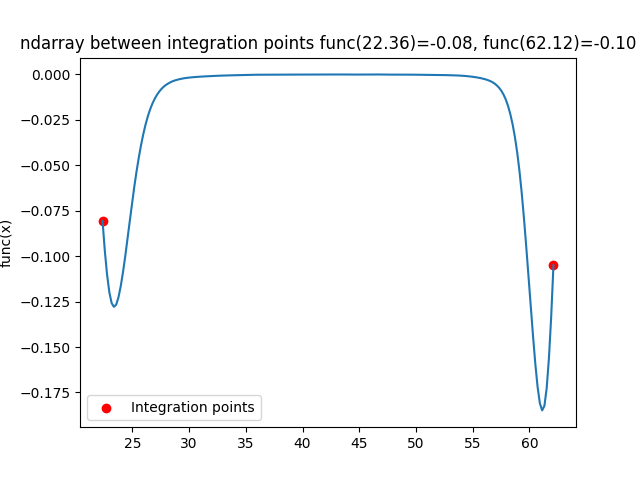 ndarray between integration points func(22.36)=-0.08, func(62.12)=-0.10
0.000
−0.025
−0.050
−0.075
−0.100
−0.125
−0.150
−0.175
func(x)
Integration points
25 30 35 40 45 50 55 60